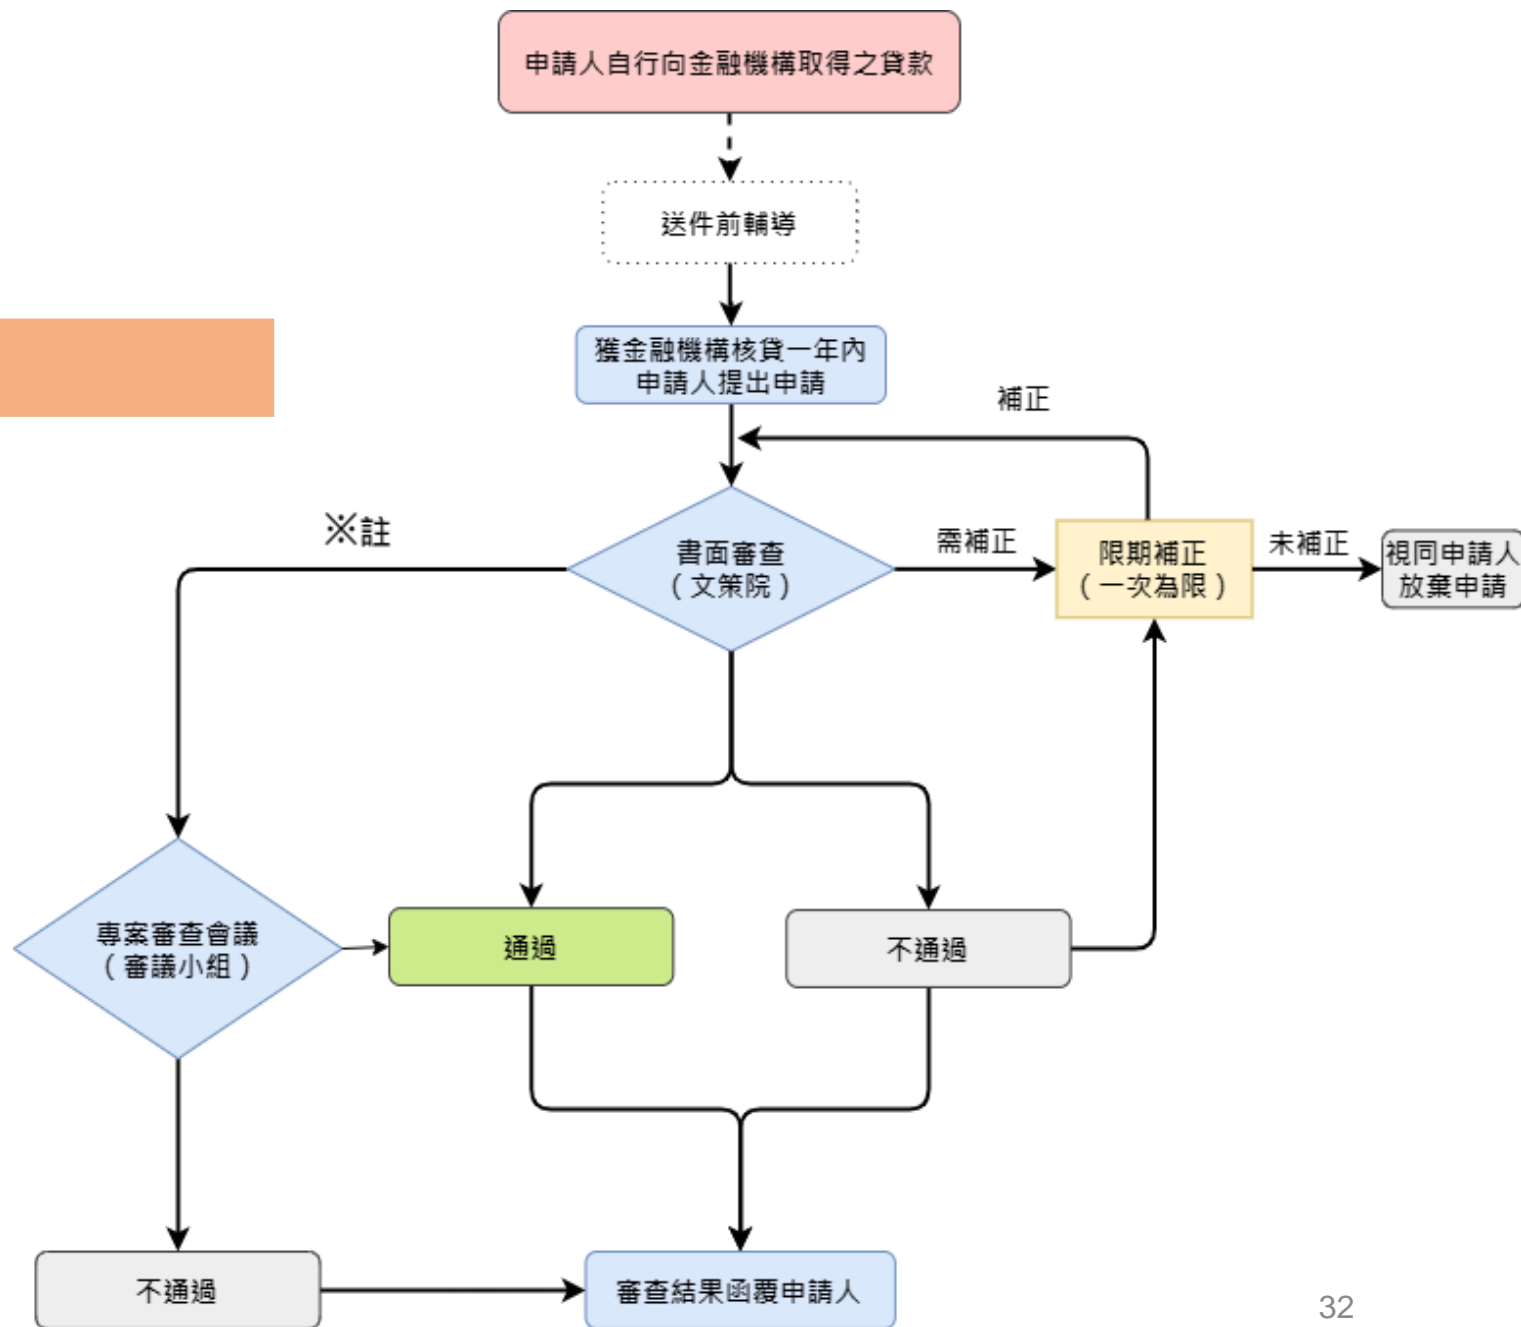 申請人自行向金融機構取得之貸款
送件前輔導
獲金融機構核貸一年內
申請人提出申請
補正
※註
書面審查
（文策院）
需補正
限期補正
（一次為限）
未補正
視同申請人
放棄申請
專案審查會議
（審議小組）
通過
不通過
不通過
審查結果函覆申請人
32